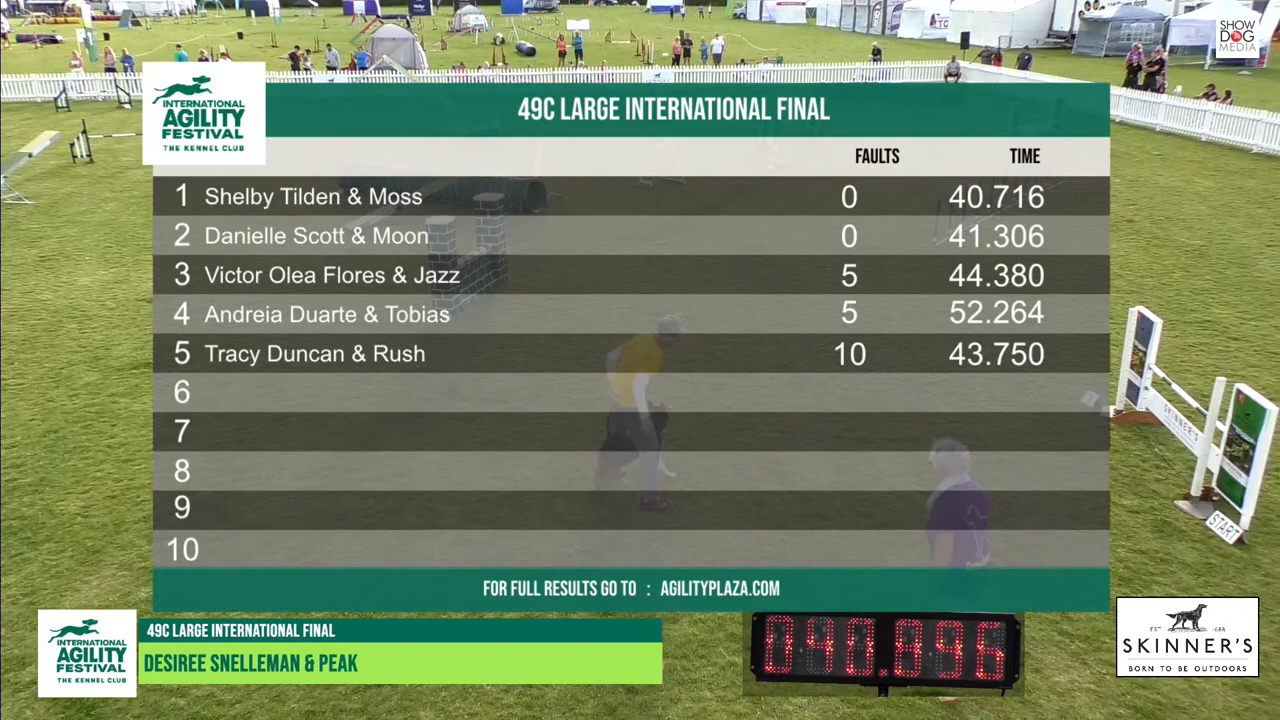 SHOW
DOG
MEDIA
INTERNATIONAL
AGILITY
FESTIVAL
THE KENNEL CLUB
49C LARGE INTERNATIONAL FINAL
FAULTS TIME
1 Shelby Tilden & Moss 0 40.716
2 Danielle Scott & Moon 0 41.306
3 Victor Olea Flores & Jazz 5 44.380
4 Andreia Duarte & Tobias 5 52.264
5 Tracy Duncan & Rush 10 43.750
6
7
8
9
10
FOR FULL RESULTS GO TO : AGILITYPLAZA.COM
START
INTERNATIONAL
AGILITY
FESTIVAL
THE KENNEL CLUB
49C LARGE INTERNATIONAL FINAL
DESIREE SNELLEMAN & PEAK
SKINNER'S
BORN TO BE OUTDOORS